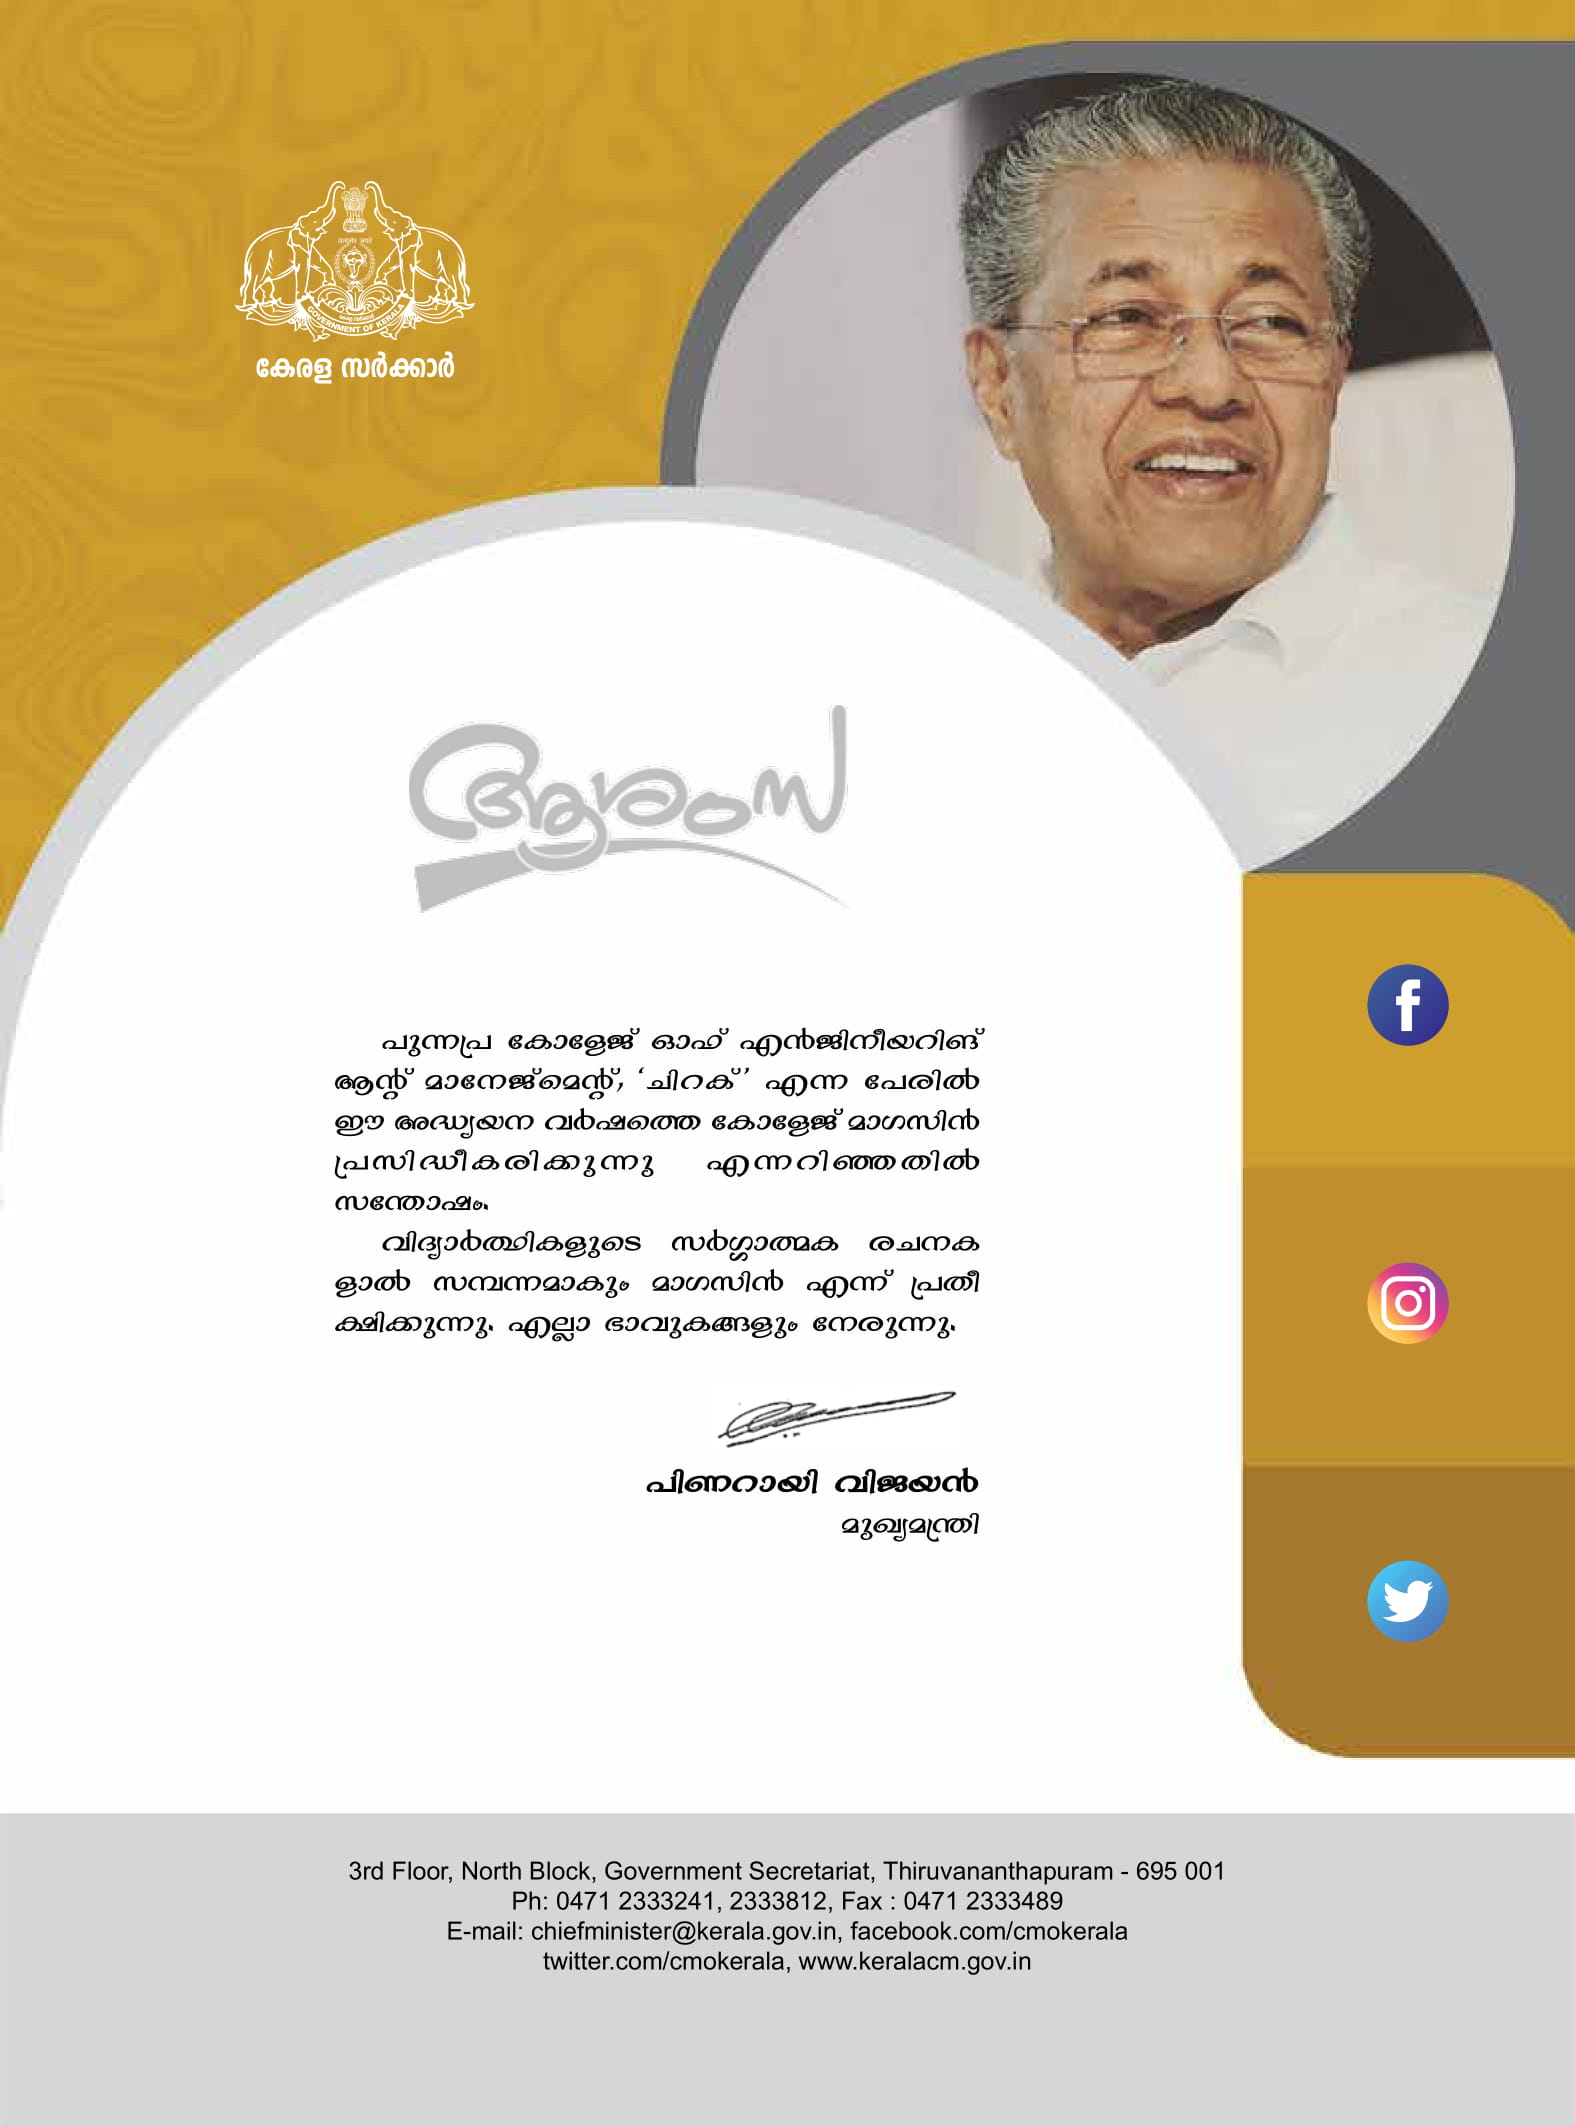 GOVERNMENT OF KERALA
കേരള സർക്കാർ
ആശംസ
പുന്നപ്ര കോളേജ് ഓഫ് എൻജിനീയറിങ്
ആന്റ് മാനേജ്മെന്റ്, ‘ചിറക്’ എന്ന പേരിൽ
ഈ അദ്ധ്യയന വർഷത്തെ കോളേജ് മാഗസിൻ
പ്രസിദ്ധീകരിക്കുന്നു എന്നറിഞ്ഞതിൽ
സന്തോഷം.
വിദ്യാർത്ഥികളുടെ സർഗ്ഗാത്മക രചനക
ളാൽ സമ്പന്നമാകും മാഗസിൻ എന്ന് പ്രതീ
ക്ഷിക്കുന്നു. എല്ലാ ഭാവുകങ്ങളും നേരുന്നു.
പിണറായി വിജയൻ
മുഖ്യമന്ത്രി
3rd Floor, North Block, Government Secretariat, Thiruvananthapuram - 695 001
Ph: 0471 2333241, 2333812, Fax : 0471 2333489
E-mail: chiefminister@kerala.gov.in, facebook.com/cmokerala
twitter.com/cmokerala, www.keralacm.gov.in